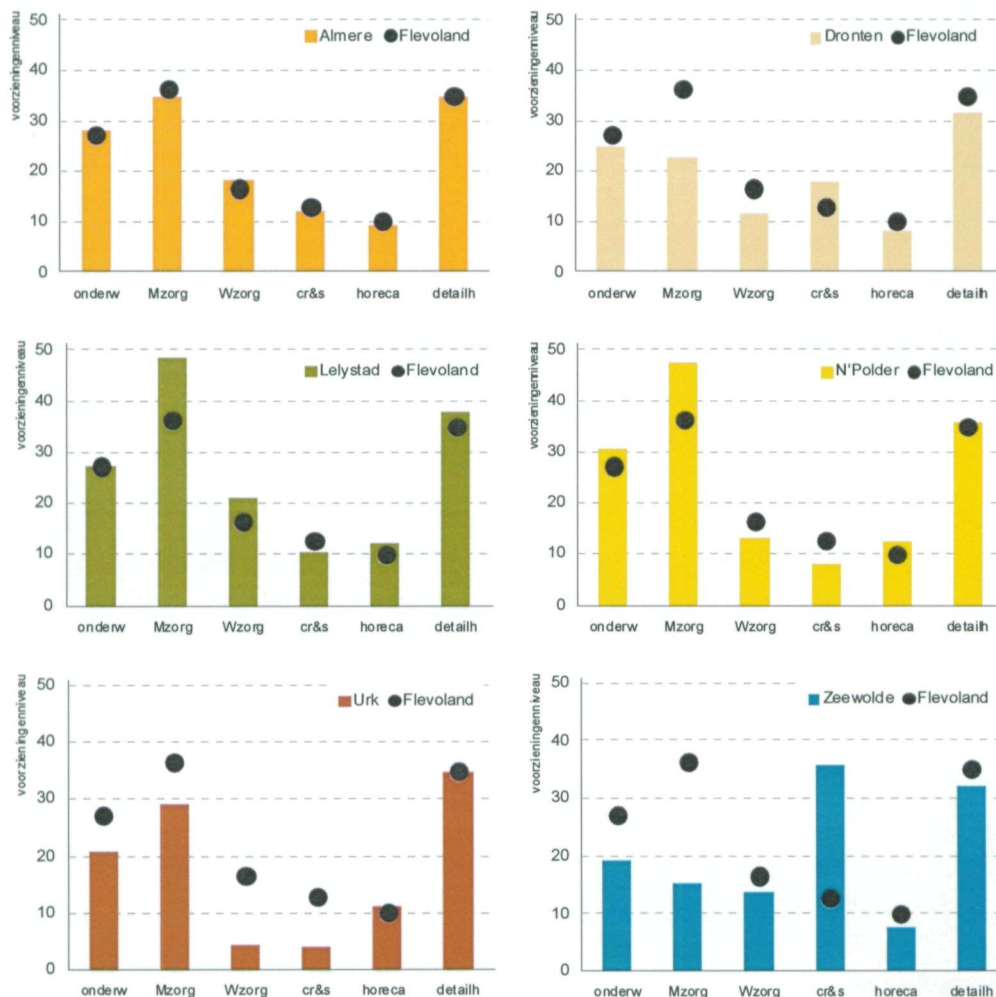 voorzieningenniveau
50
40
30
20
10
0
Almere Flevoland
onderw Mzorg Wzorg cr&s horeca detailh
voorzieningenniveau
50
40
30
20
10
0
Dronten Flevoland
onderw Mzorg Wzorg cr&s horeca detailh
voorzieningenniveau
50
40
30
20
10
0
Lelystad Flevoland
onderw Mzorg Wzorg cr&s horeca detailh
voorzieningenniveau
50
40
30
20
10
0
N'Polder Flevoland
onderw Mzorg Wzorg cr&s horeca detailh
voorzieningenniveau
50
40
30
20
10
0
Urk Flevoland
onderw Mzorg Wzorg cr&s horeca detailh
voorzieningenniveau
50
40
30
20
10
0
Zeewolde Flevoland
onderw Mzorg Wzorg cr&s horeca detailh